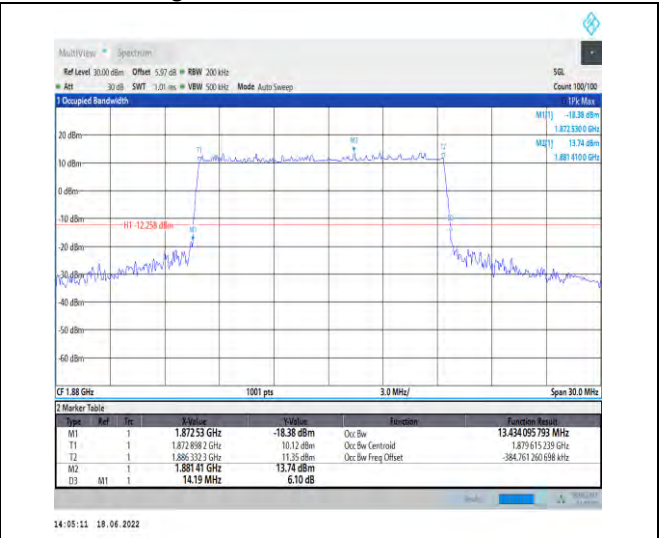 MultiView Spectrum
Ref Level 30.00 dBm Offset 5.97 dB RBW 200 kHz SGL
Att 30 dB SWT 1.01 ms VBW 500 kHz Mode Auto Sweep Count 100/100
1 Occupied Bandwidth 1Pk Max
M1[1] -18.38 dBm
1.872 530 0 GHz
20 dBm M2[1] 13.74 dBm
1.881 410 0 GHz
T1 M2 T2
10 dBm
0 dBm
-10 dBm
H1 -12.258 dBm
M1
-20 dBm
-30 dBm
-40 dBm
-50 dBm
-60 dBm
CF 1.88 GHz 1001 pts 3.0 MHz/ Span 30.0 MHz
2 Marker Table
Type Ref Trc X-Value Y-Value Function Function Result
M1 1 1.872 53 GHz -18.38 dBm Occ Bw 13.434 095 793 MHz
T1 1 1.872 898 2 GHz 10.12 dBm Occ Bw Centroid 1.879 615 239 GHz
T2 1 1.886 332 3 GHz 11.35 dBm Occ Bw Freq Offset -384.761 260 698 kHz
M2 1 1.881 41 GHz 13.74 dBm
D3 M1 1 14.19 MHz 6.10 dB
14:05:11 18.06.2022